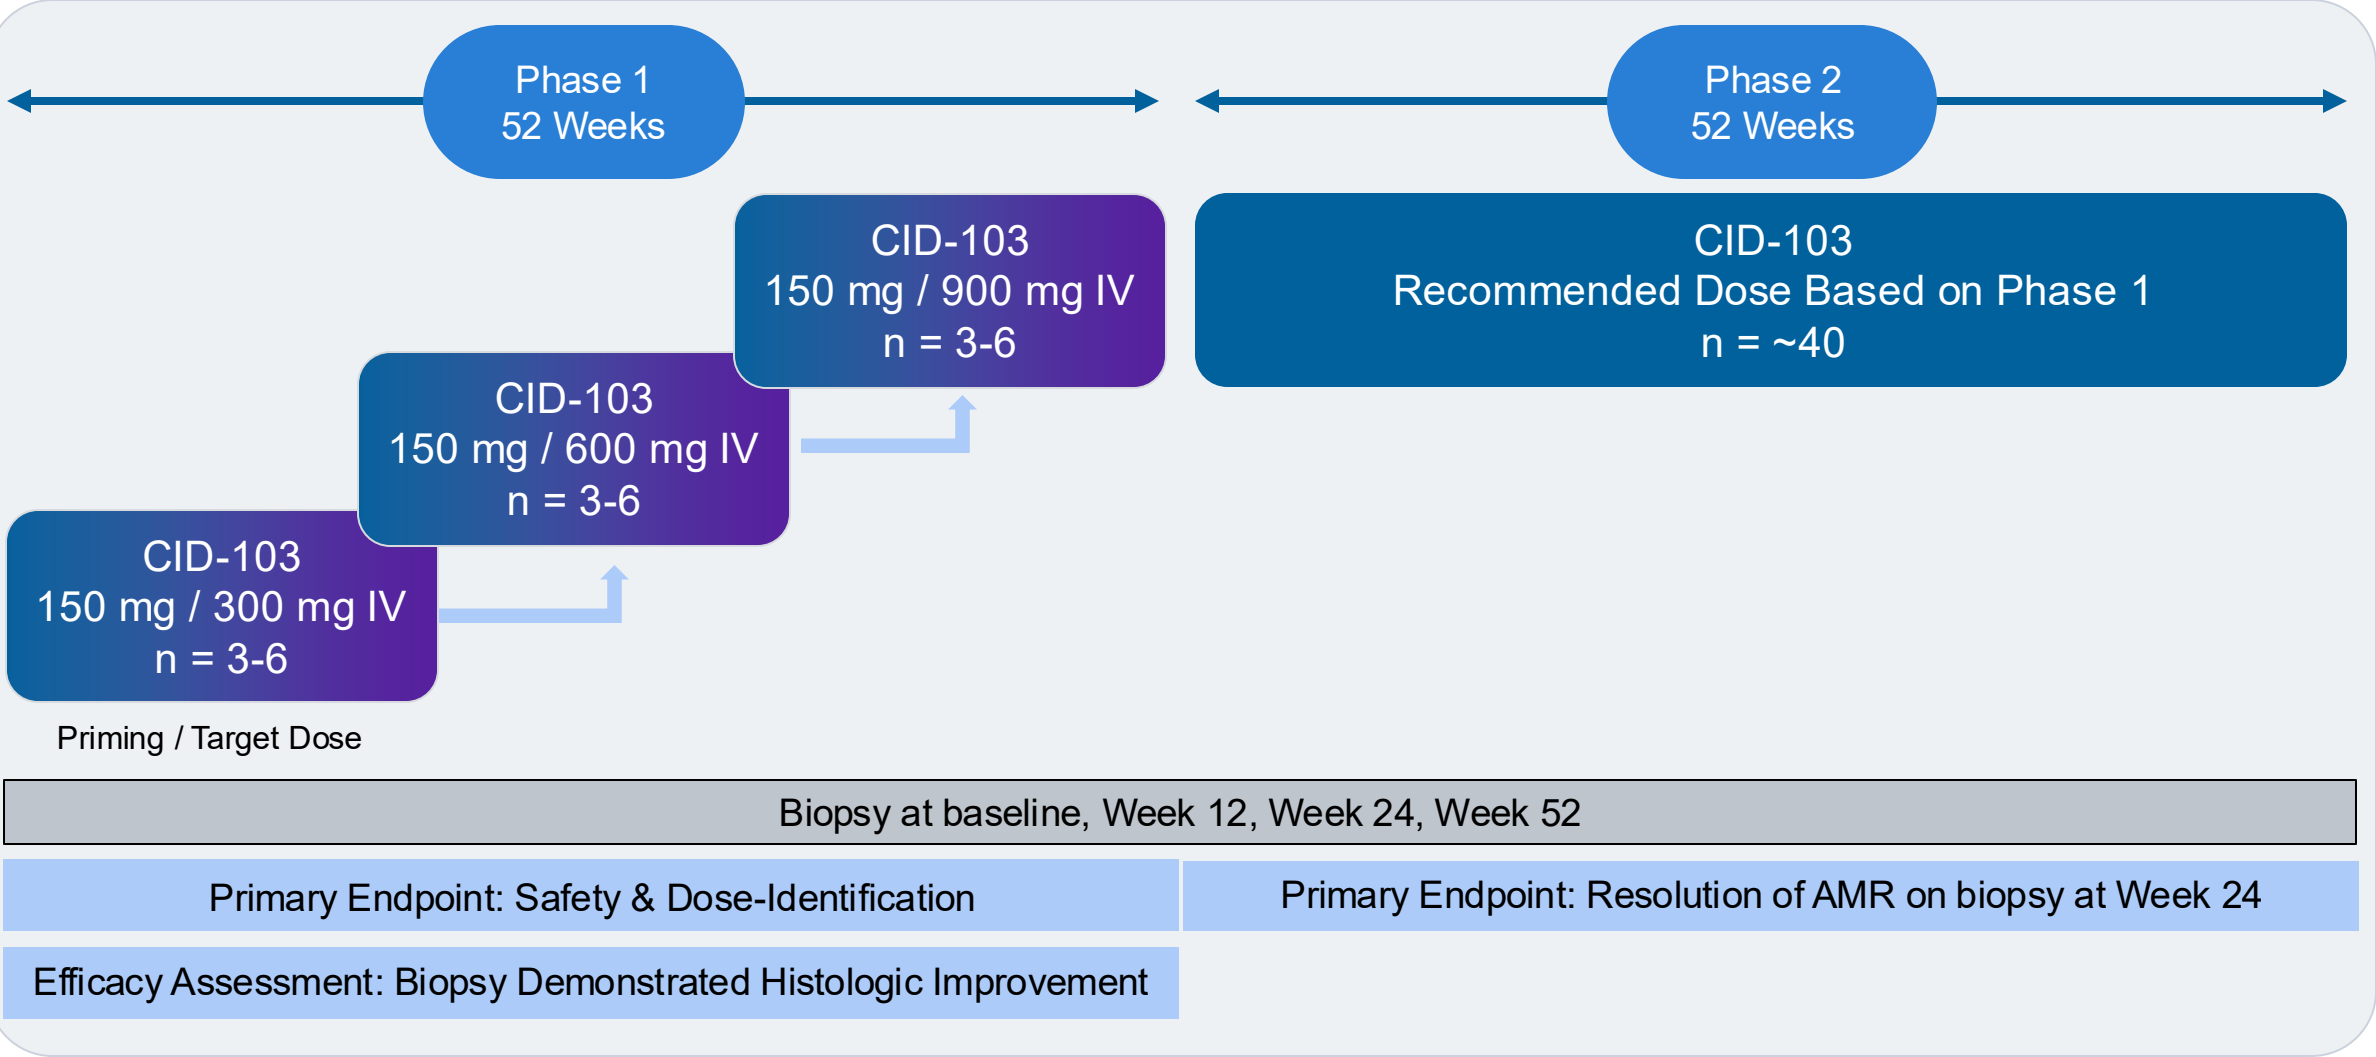 Phase 1
52 Weeks
Phase 2
52 Weeks
CID-103
150 mg / 900 mg IV
n = 3-6
CID-103
Recommended Dose Based on Phase 1
n = ~40
CID-103
150 mg / 600 mg IV
n = 3-6
CID-103
150 mg / 300 mg IV
n = 3-6
Priming / Target Dose
Biopsy at baseline, Week 12, Week 24, Week 52
Primary Endpoint: Safety & Dose-Identification
Primary Endpoint: Resolution of AMR on biopsy at Week 24
Efficacy Assessment: Biopsy Demonstrated Histologic Improvement